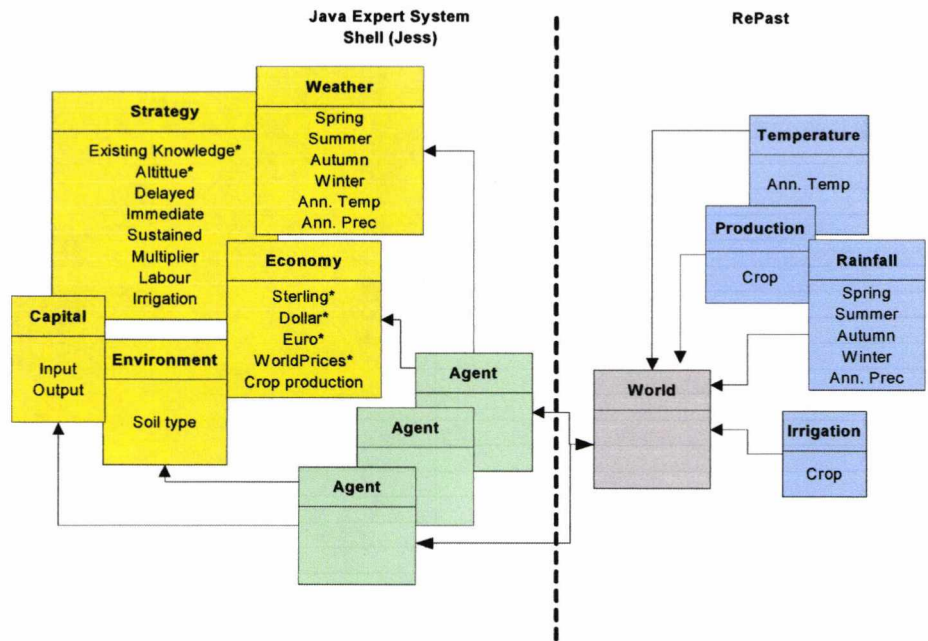 Java Expert System
Shell (Jess)
RePast
Weather
Spring
Summer
Autumn
Winter
Ann. Temp
Ann. Prec
Strategy
Existing Knowledge*
Altittue*
Delayed
Immediate
Sustained
Multiplier
Labour
Irrigation
Economy
Sterling*
Dollar*
Euro*
WorldPrices*
Crop production
Capital
Input
Output
Environment
Soil type
Agent
Agent
Agent
World
Temperature
Ann. Temp
Production
Crop
Rainfall
Spring
Summer
Autumn
Winter
Ann. Prec
Irrigation
Crop